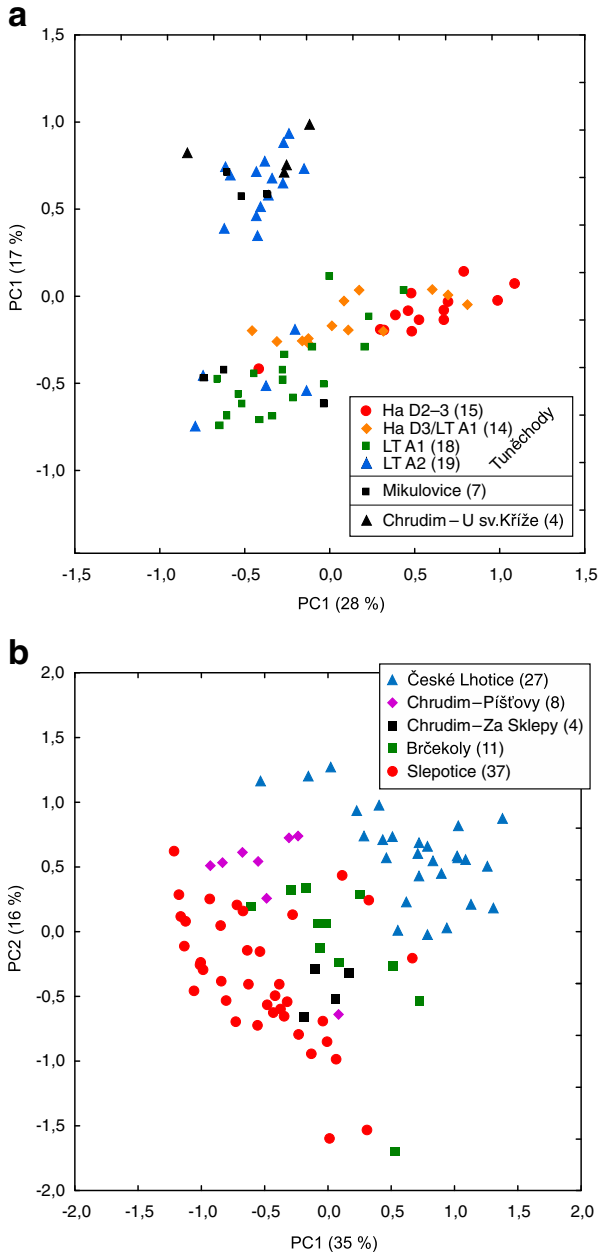 a
1,5
1,0
0,5
0,0
-0,5
-1,0
PC1 (17 %)
Ha D2–3 (15)
Ha D3/LT A1 (14)
LT A1 (18)
LT A2 (19)
Tuněchody
Mikulovice (7)
Chrudim–U sv.Kříže (4)
-1,5 -1,0 -0,5 0,0 0,5 1,0 1,5
PC1 (28 %)
b
2,0
1,5
1,0
0,5
0,0
-0,5
-1,0
-1,5
-2,0
PC2 (16 %)
České Lhotice (27)
Chrudim–Píšťovy (8)
Chrudim–Za Sklepy (4)
Brčekoly (11)
Slepotice (37)
-2,0 -1,5 -1,0 -0,5 0,0 0,5 1,0 1,5 2,0
PC1 (35 %)